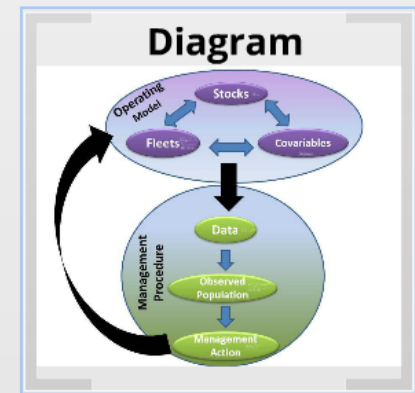 Diagram
Operating
Model
Stocks
Fleets
Covariables
Management
Procedure
Data
Observed
Population
Management
Action